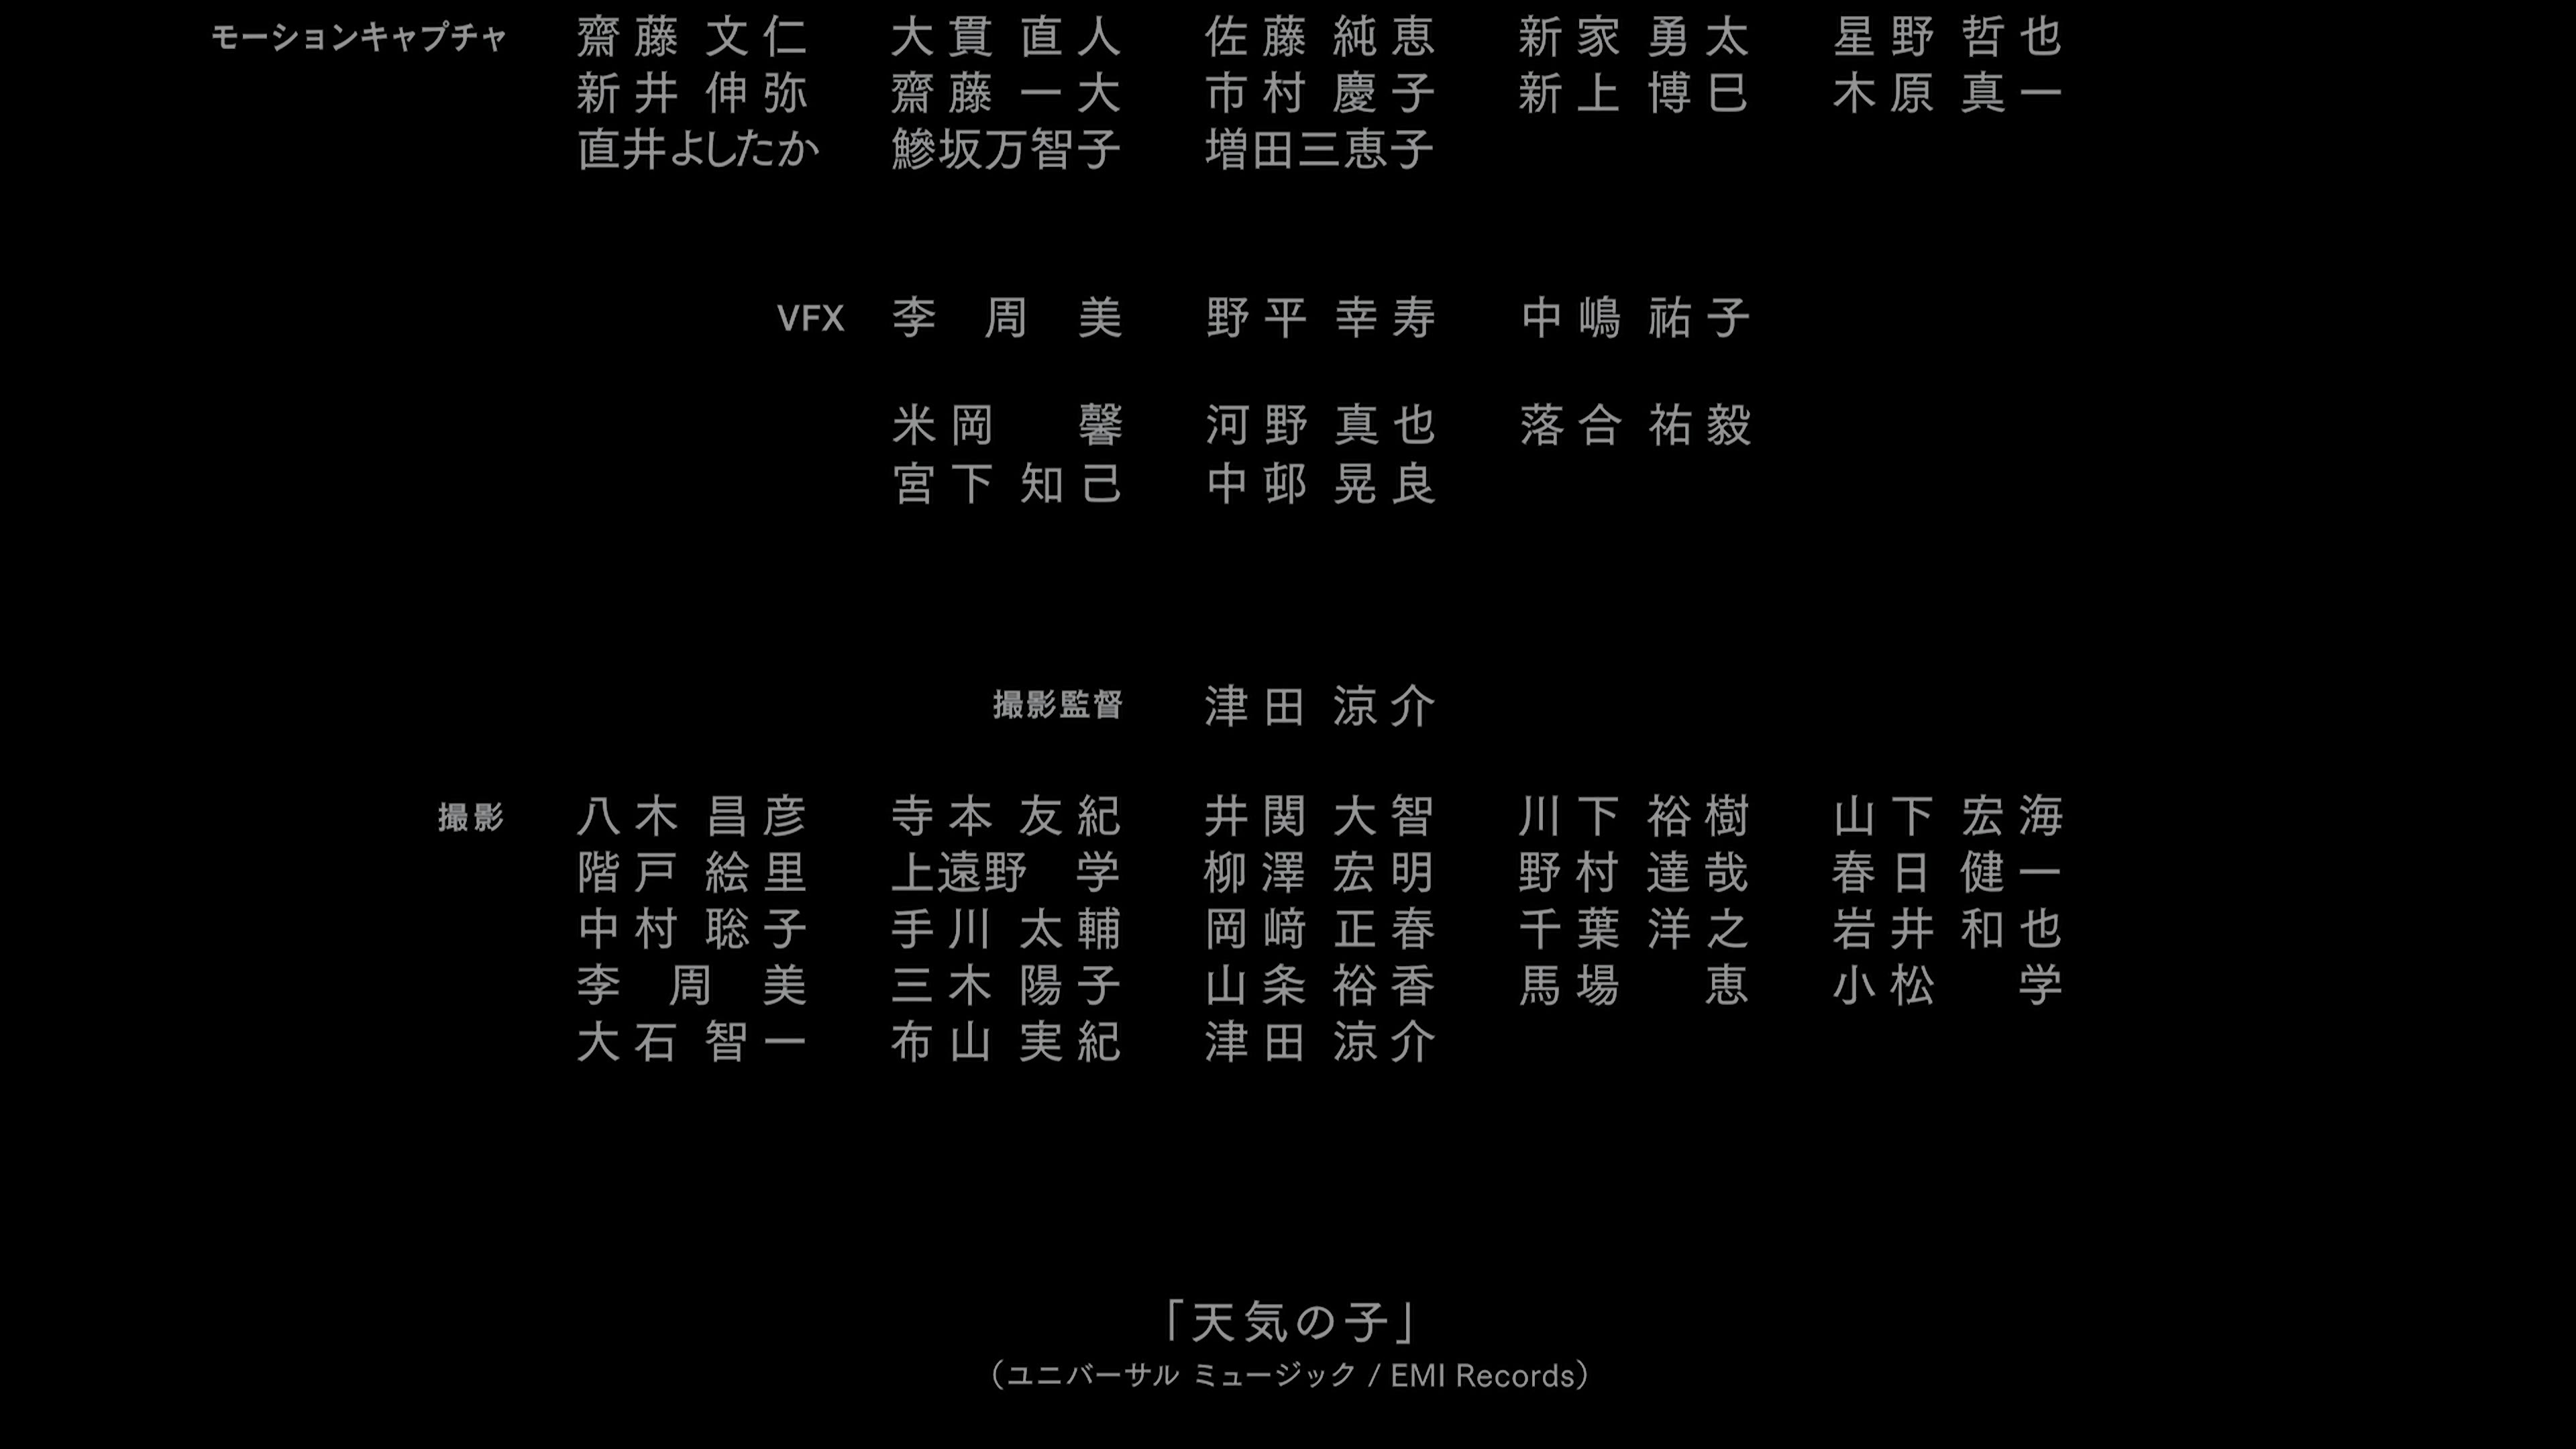 モーションキャプチャ 齋藤 文仁 大貫 直人 佐藤 純恵 新家 勇太 星野 哲也
新井 伸弥 齋藤 一大 市村 慶子 新上 博巳 木原 真一
直井よしたか 鰺坂万智子 増田三恵子
VFX 李 周 美 野平 幸寿 中嶋 祐子
米岡 馨 河野 真也 落合 祐毅
宮下 知己 中邨 晃良
撮影監督 津田 涼介
撮影 八木 昌彦 寺本 友紀 井関 大智 川下 裕樹 山下 宏海
階戸 絵里 上遠野 学 柳澤 宏明 野村 達哉 春日 健一
中村 聡子 手川 太輔 岡﨑 正春 千葉 洋之 岩井 和也
李 周 美 三木 陽子 山条 裕香 馬場 恵 小松 学
大石 智一 布山 実紀 津田 涼介
「天気の子」
（ユニバーサル ミュージック / EMI Records）